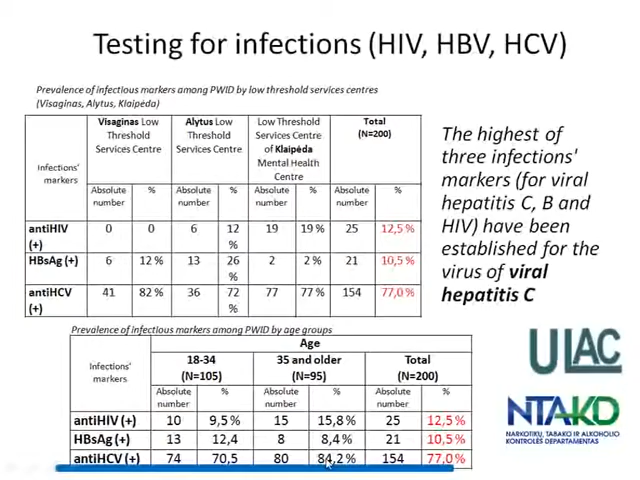 Testing for infections (HIV, HBV, HCV)
Prevalence of infectious markers among PWID by low threshold services centres
(Visaginas, Alytus, Klaipėda)
Infections' markers | Visaginas Low Threshold Services Centre | Alytus Low Threshold Services Centre | Low Threshold Services Centre of Klaipėda Mental Health Centre | Total (N=200)
Absolute number | % | Absolute number | % | Absolute number | % | Absolute number | %
antiHIV (+) | 0 | 0 | 6 | 12 % | 19 | 19 % | 25 | 12,5 %
HBsAg (+) | 6 | 12 % | 13 | 26 % | 2 | 2 % | 21 | 10,5 %
antiHCV (+) | 41 | 82 % | 36 | 72 % | 77 | 77 % | 154 | 77,0 %
The highest of
three infections'
markers (for viral
hepatitis C, B and
HIV) have been
established for the
virus of viral
hepatitis C
Prevalence of infectious markers among PWID by age groups
Infections' markers | Age
18-34 (N=105) | 35 and older (N=95) | Total (N=200)
Absolute number | % | Absolute number | % | Absolute number | %
antiHIV (+) | 10 | 9,5 % | 15 | 15,8 % | 25 | 12,5 %
HBsAg (+) | 13 | 12,4 | 8 | 8,4 % | 21 | 10,5 %
antiHCV (+) | 74 | 70,5 | 80 | 84,2 % | 154 | 77,0 %
ULAC
NTAKD
NARKOTIKŲ, TABAKO IR ALKOHOLIO
KONTROLĖS DEPARTAMENTAS